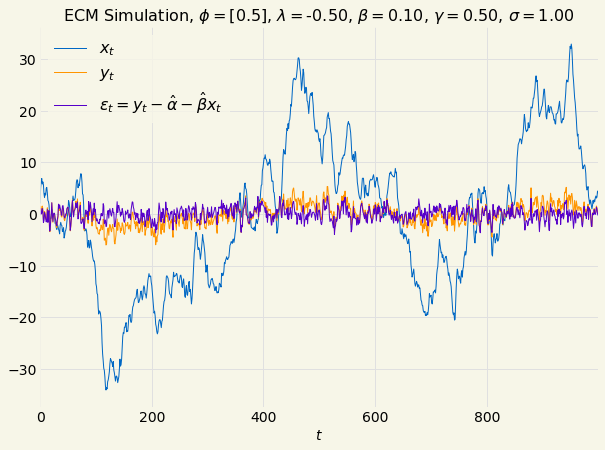 ECM Simulation, ϕ = [0.5], λ = -0.50, β = 0.10, γ = 0.50, σ = 1.00
x_t
y_t
ε_t = y_t − α̂ − β̂x_t
30
20
10
0
−10
−20
−30
0 200 400 600 800
t